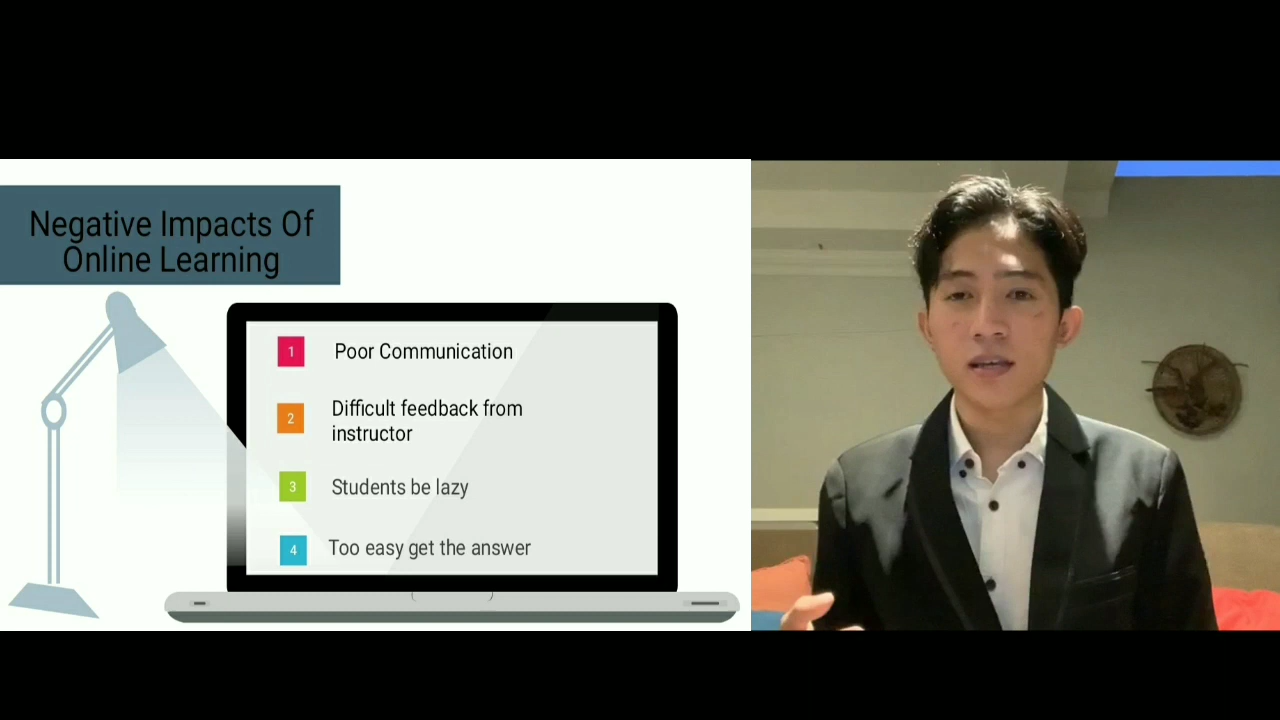 Negative Impacts Of
Online Learning
1 Poor Communication
2 Difficult feedback from
instructor
3 Students be lazy
4 Too easy get the answer